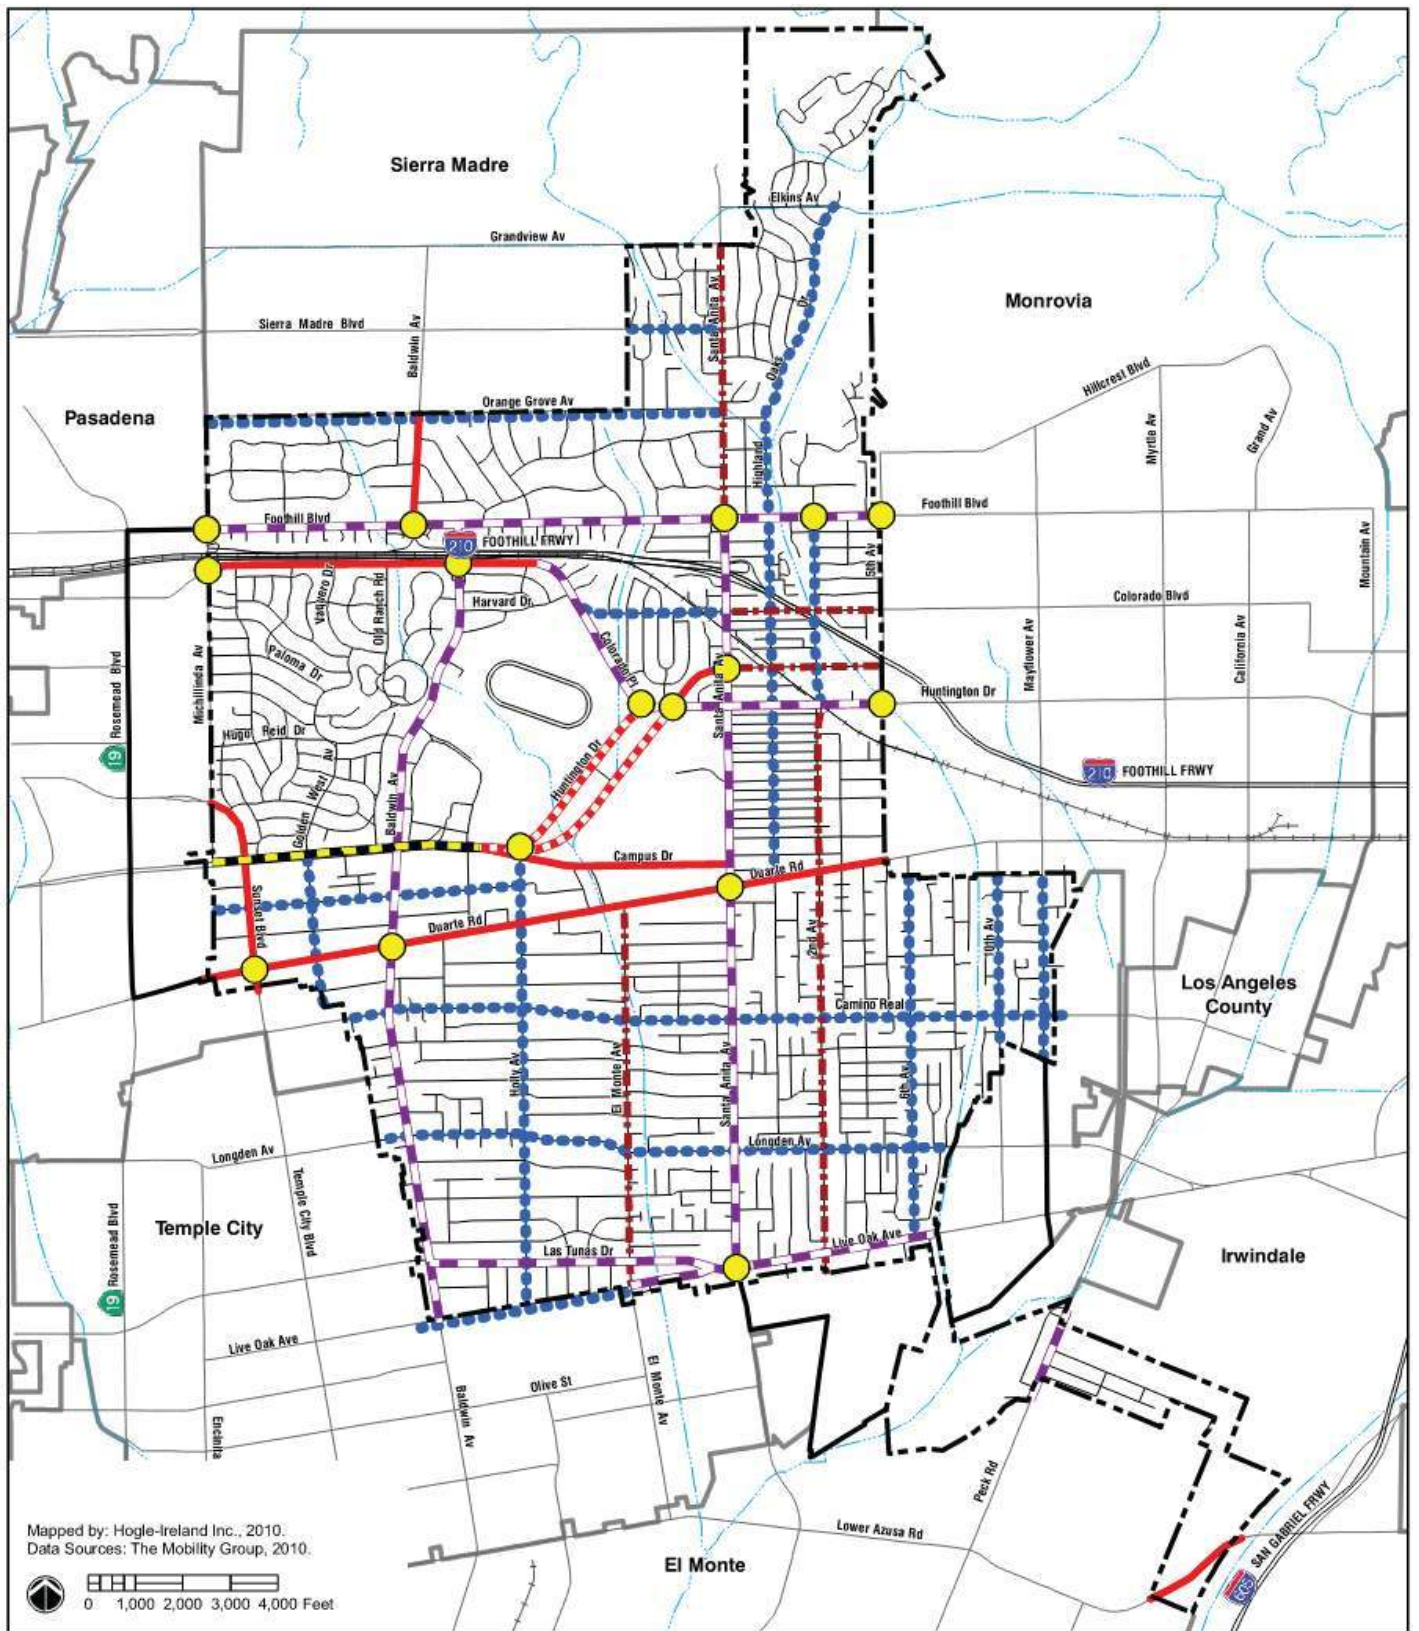 Sierra Madre
Elkins Av
Grandview Av
Santa Anita Av
Monrovia
Sierra Madre Blvd
Baldwin Av
Oaks
Dr
Hillcrest Blvd
Orange Grove Av
Pasadena
Myrtle Av
Grand Av
Highland
Foothill Blvd
Foothill Blvd
210
FOOTHILL FRWY
5th Av
Mountain Av
Vaquero Dr
Old Ranch Rd
Harvard Dr
Colorado Blvd
California Av
Mayflower Av
Rosemead Blvd
Michillinda Av
Paloma Dr
Colorado Pl
Santa Anita Av
Huntington Dr
19
Hugo Reid Dr
Golden West Av
Baldwin Av
Huntington Dr
210
FOOTHILL FRWY
Campus Dr
Duarte Rd
Sunset Blvd
Duarte Rd
2nd Av
10th Av
Los Angeles
County
Camino Real
Holly Av
El Monte Av
Santa Anita Av
6th Av
Longden Av
Longden Av
Temple City Blvd
Rosemead Blvd
Temple City
19
Las Tunas Dr
Live Oak Ave
Irwindale
Live Oak Ave
Olive St
El Monte Av
Baldwin Av
Encinita
Peck Rd
SAN GABRIEL FRWY
605
Lower Azusa Rd
El Monte
Mapped by: Hogle-Ireland Inc., 2010.
Data Sources: The Mobility Group, 2010.
0 1,000 2,000 3,000 4,000 Feet